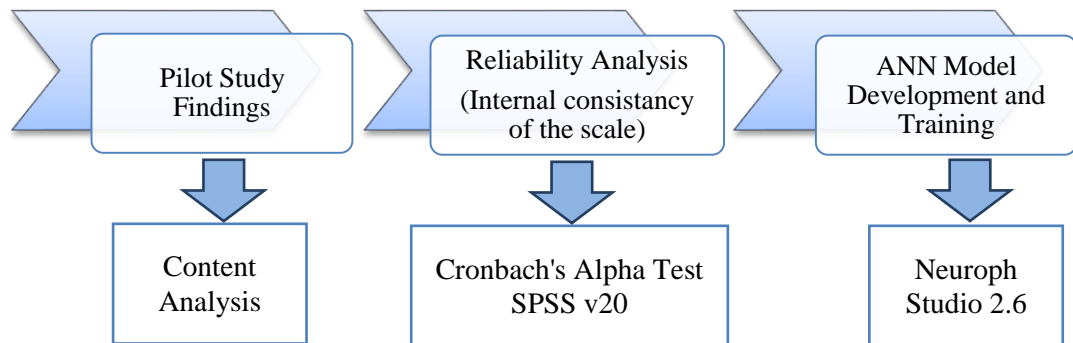 Pilot Study
Findings
Reliability Analysis
(Internal consistancy
of the scale)
ANN Model
Development and
Training
Content
Analysis
Cronbach's Alpha Test
SPSS v20
Neuroph
Studio 2.6